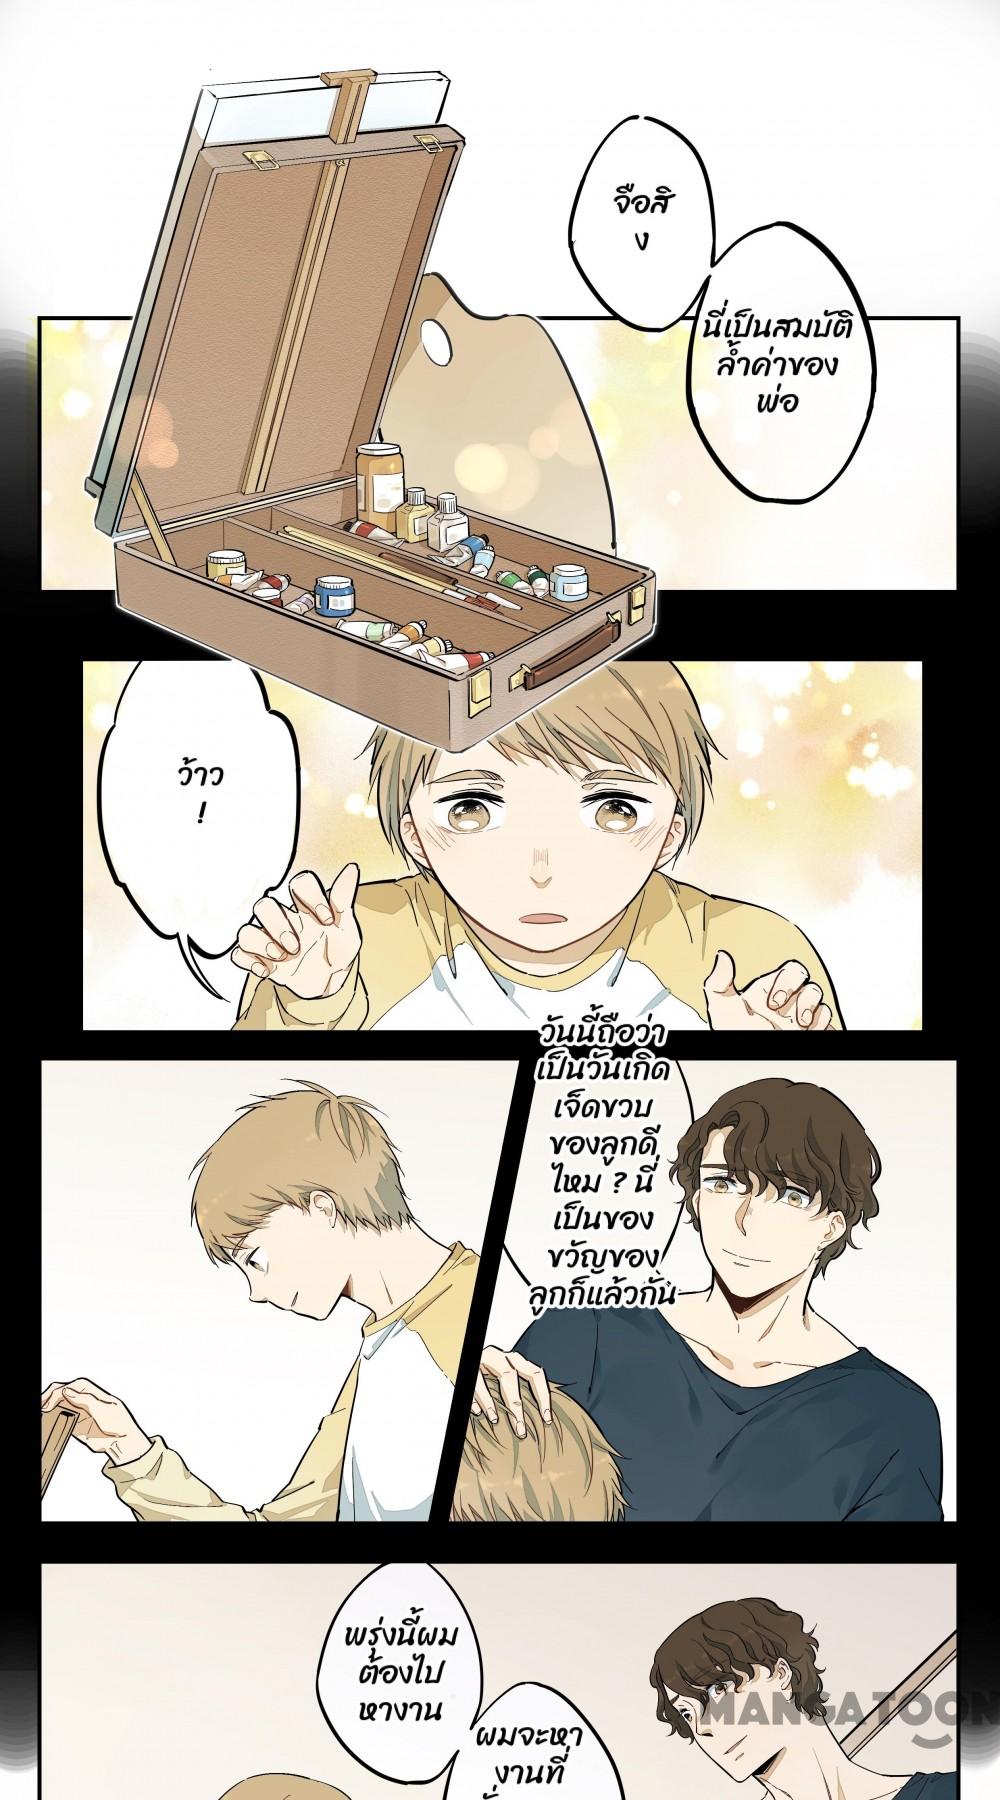 จือสิ
ง
นี่เป็นสมบัติ
ล้ำค่าของ
พ่อ
ว้าว
!
วันนี้ถือว่า
เป็นวันเกิด
เจ็ดขวบ
ของลูกดี
ไหม ? นี่
เป็นของ
ขวัญของ
ลูกก็แล้วกัน
พรุ่งนี้ผม
ต้องไป
หางาน
ผมจะหา
งานที่
MANGATOON